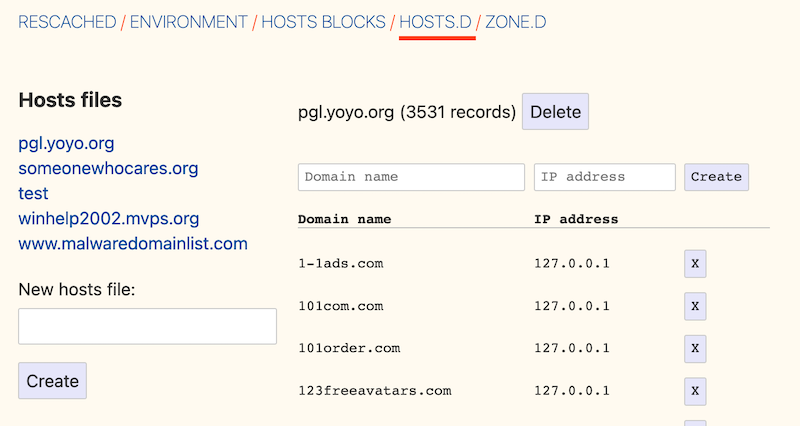 RESCACHED / ENVIRONMENT / HOSTS BLOCKS / HOSTS.D / ZONE.D
Hosts files
pgl.yoyo.org
someonewhocares.org
test
winhelp2002.mvps.org
www.malwaredomainlist.com
New hosts file:
Create
pgl.yoyo.org (3531 records) Delete
Domain name IP address Create
Domain name IP address
1-1ads.com 127.0.0.1 X
101com.com 127.0.0.1 X
101order.com 127.0.0.1 X
123freeavatars.com 127.0.0.1 X